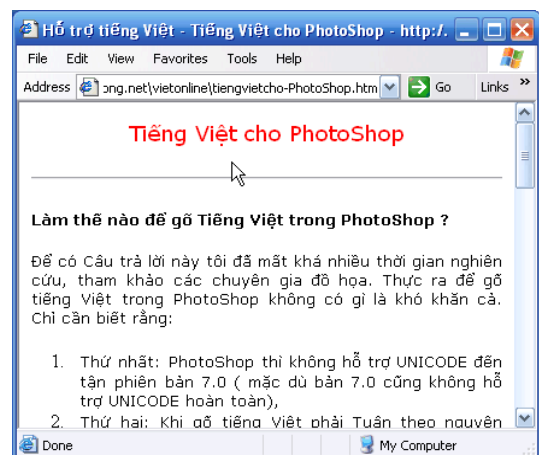 Hỗ trợ tiếng Việt - Tiếng Việt cho PhotoShop - http:/.
File Edit View Favorites Tools Help
Address ong.net\vietonline\tiengvietcho-PhotoShop.htm Go Links »
Tiếng Việt cho PhotoShop
Làm thế nào để gõ Tiếng Việt trong PhotoShop ?
Để có Câu trả lời này tôi đã mất khá nhiều thời gian nghiên
cứu, tham khảo các chuyên gia đồ họa. Thực ra để gõ
tiếng Việt trong PhotoShop không có gì là khó khăn cả.
Chỉ cần biết rằng:
1. Thứ nhất: PhotoShop thì không hỗ trợ UNICODE đến
tận phiên bản 7.0 ( mặc dù bản 7.0 cũng không hỗ
trợ UNICODE hoàn toàn),
2. Thứ hai: Khi gõ tiếng Việt phải Tuân theo nguyên
Done My Computer